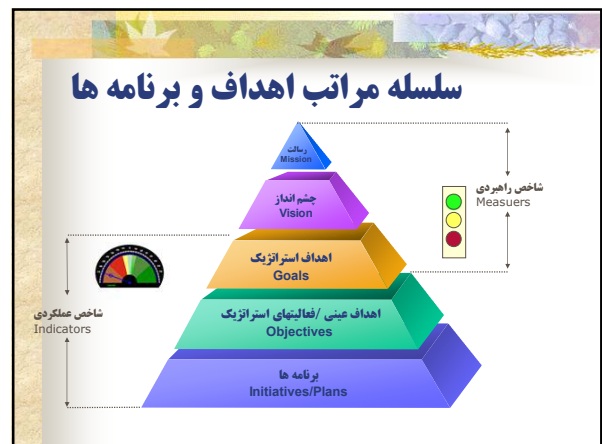 سلسله مراتب اهداف و برنامه ها
رسالت
Mission
شاخص راهبردی
Measuers
چشم انداز
Vision
اهداف استراتژیک
Goals
شاخص عملکردی
Indicators
اهداف عینی /فعالیتهای استراتژیک
Objectives
برنامه ها
Initiatives/Plans